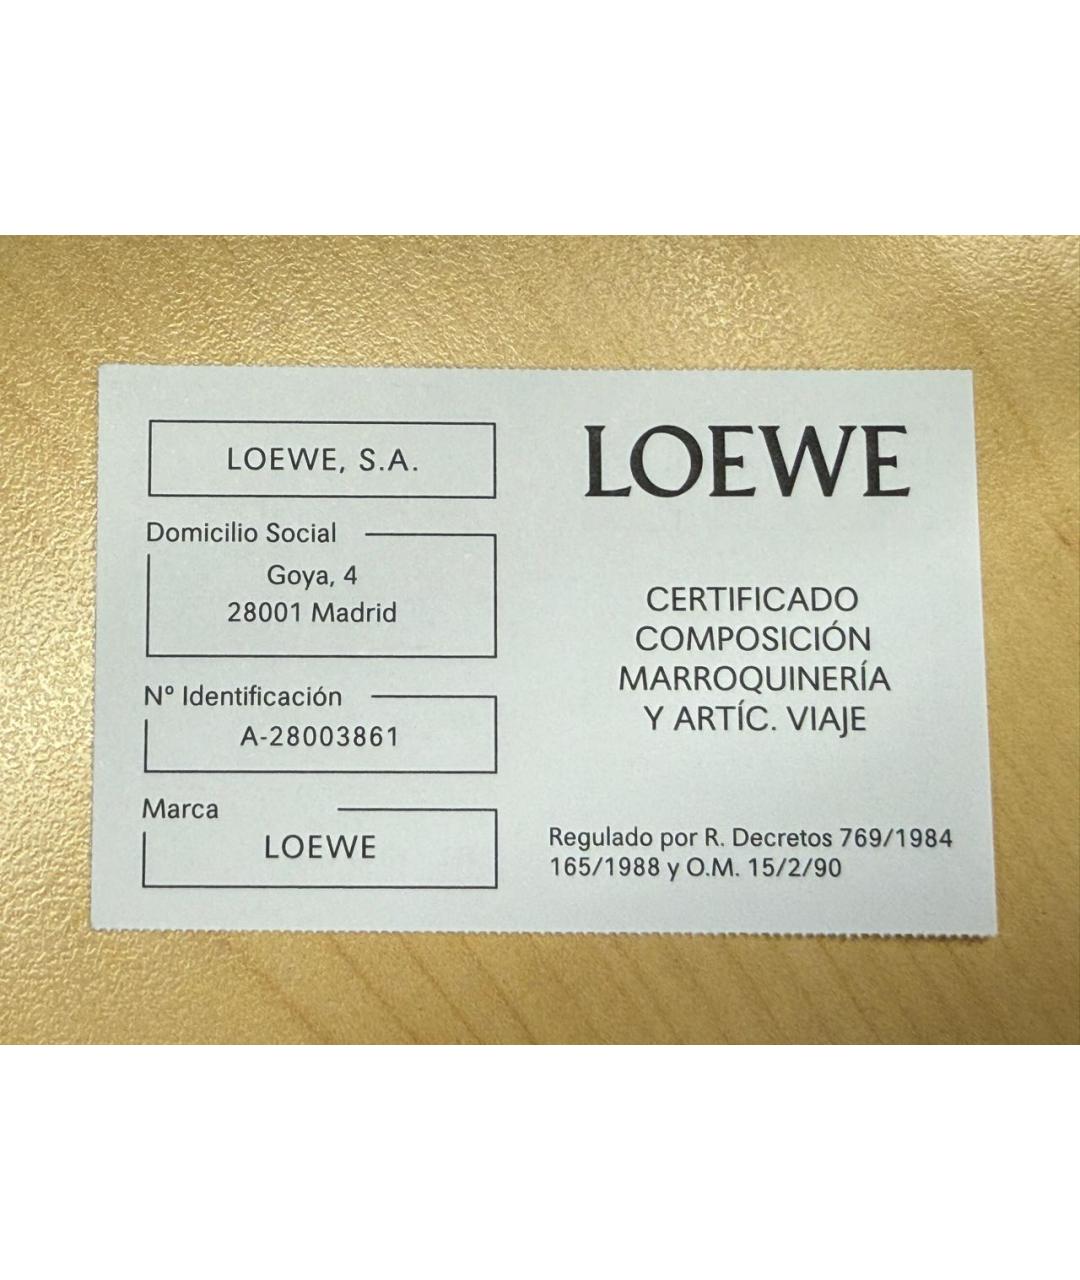 LOEWE, S.A.
Domicilio Social
Goya, 4
28001 Madrid
Nº Identificación
A-28003861
Marca
LOEWE
LOEWE
CERTIFICADO
COMPOSICIÓN
MARROQUINERÍA
Y ARTÍC. VIAJE
Regulado por R. Decretos 769/1984
165/1988 y O.M. 15/2/90